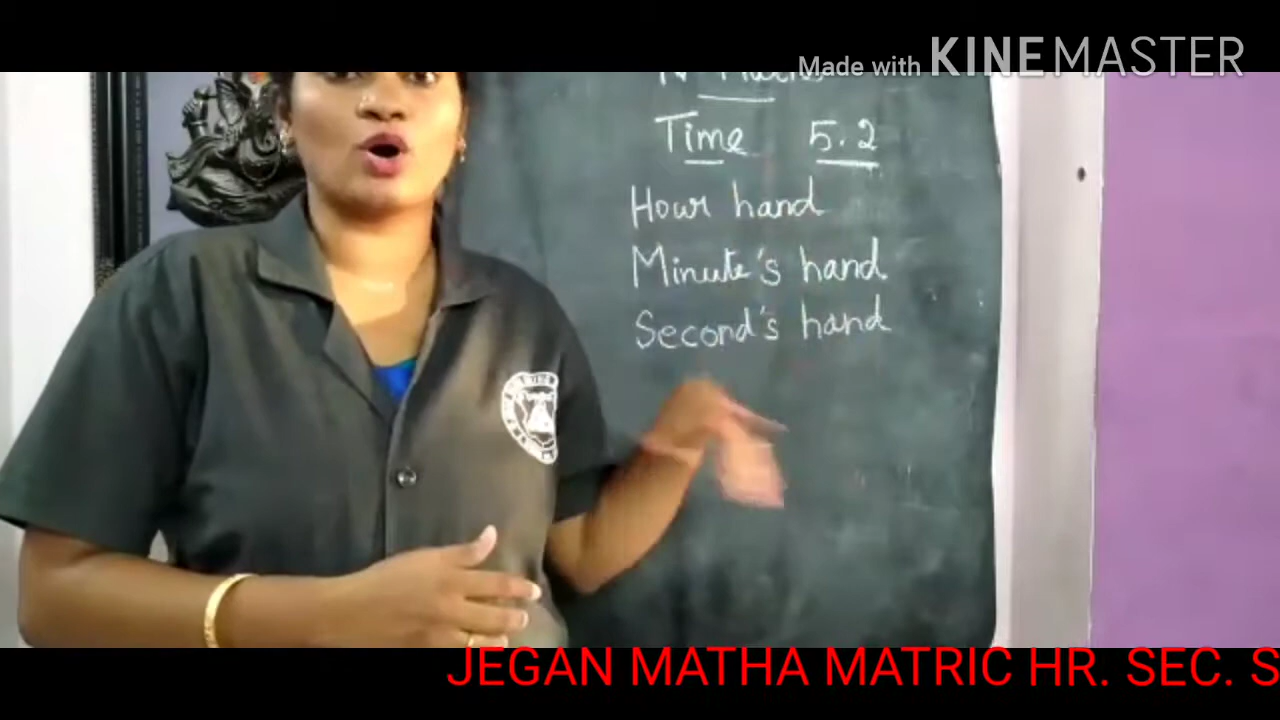 Made with KINEMASTER
Time 5.2
Hour hand
Minute's hand
Second's hand
JEGAN MATHA MATRIC HR. SEC. S